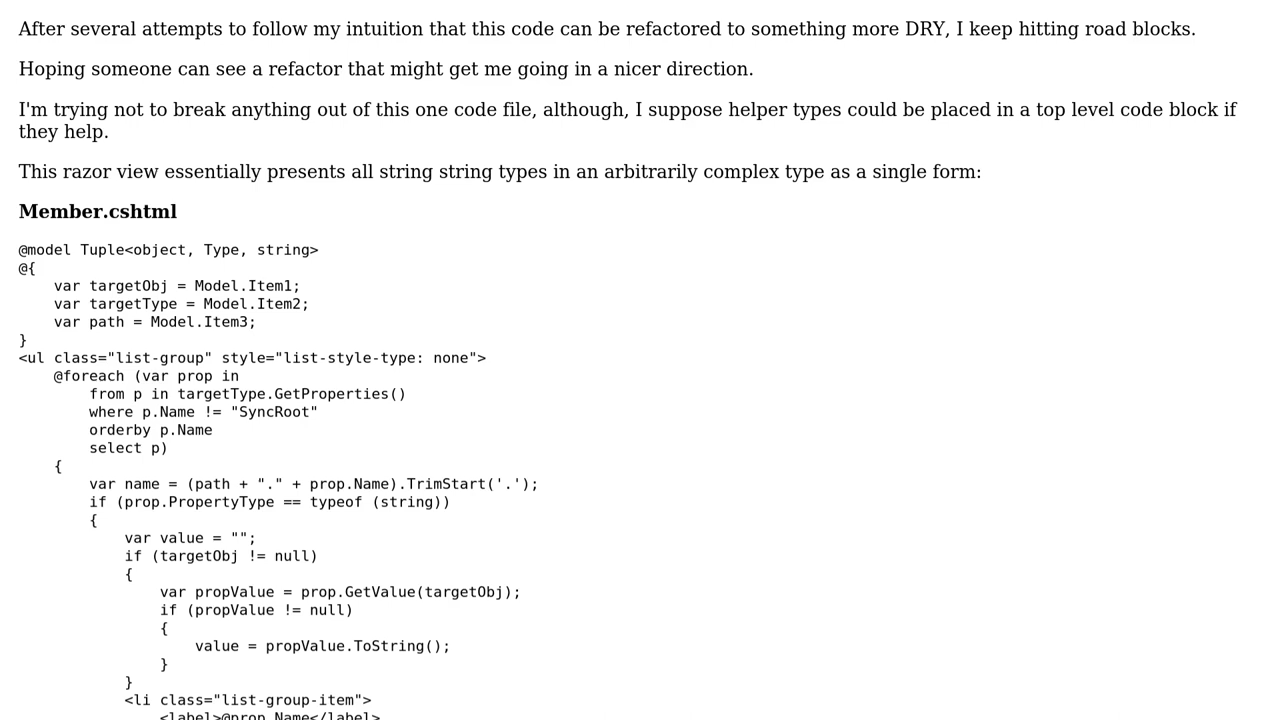 After several attempts to follow my intuition that this code can be refactored to something more DRY, I keep hitting road blocks.
Hoping someone can see a refactor that might get me going in a nicer direction.
I'm trying not to break anything out of this one code file, although, I suppose helper types could be placed in a top level code block if
they help.
This razor view essentially presents all string string types in an arbitrarily complex type as a single form:
Member.cshtml
@model Tuple<object, Type, string>
@{
    var targetObj = Model.Item1;
    var targetType = Model.Item2;
    var path = Model.Item3;
}
<ul class="list-group" style="list-style-type: none">
    @foreach (var prop in
        from p in targetType.GetProperties()
        where p.Name != "SyncRoot"
        orderby p.Name
        select p)
    {
        var name = (path + "." + prop.Name).TrimStart('.');
        if (prop.PropertyType == typeof (string))
        {
            var value = "";
            if (targetObj != null)
            {
                var propValue = prop.GetValue(targetObj);
                if (propValue != null)
                {
                    value = propValue.ToString();
                }
            }
            <li class="list-group-item">
                <label>@prop.Name</label>